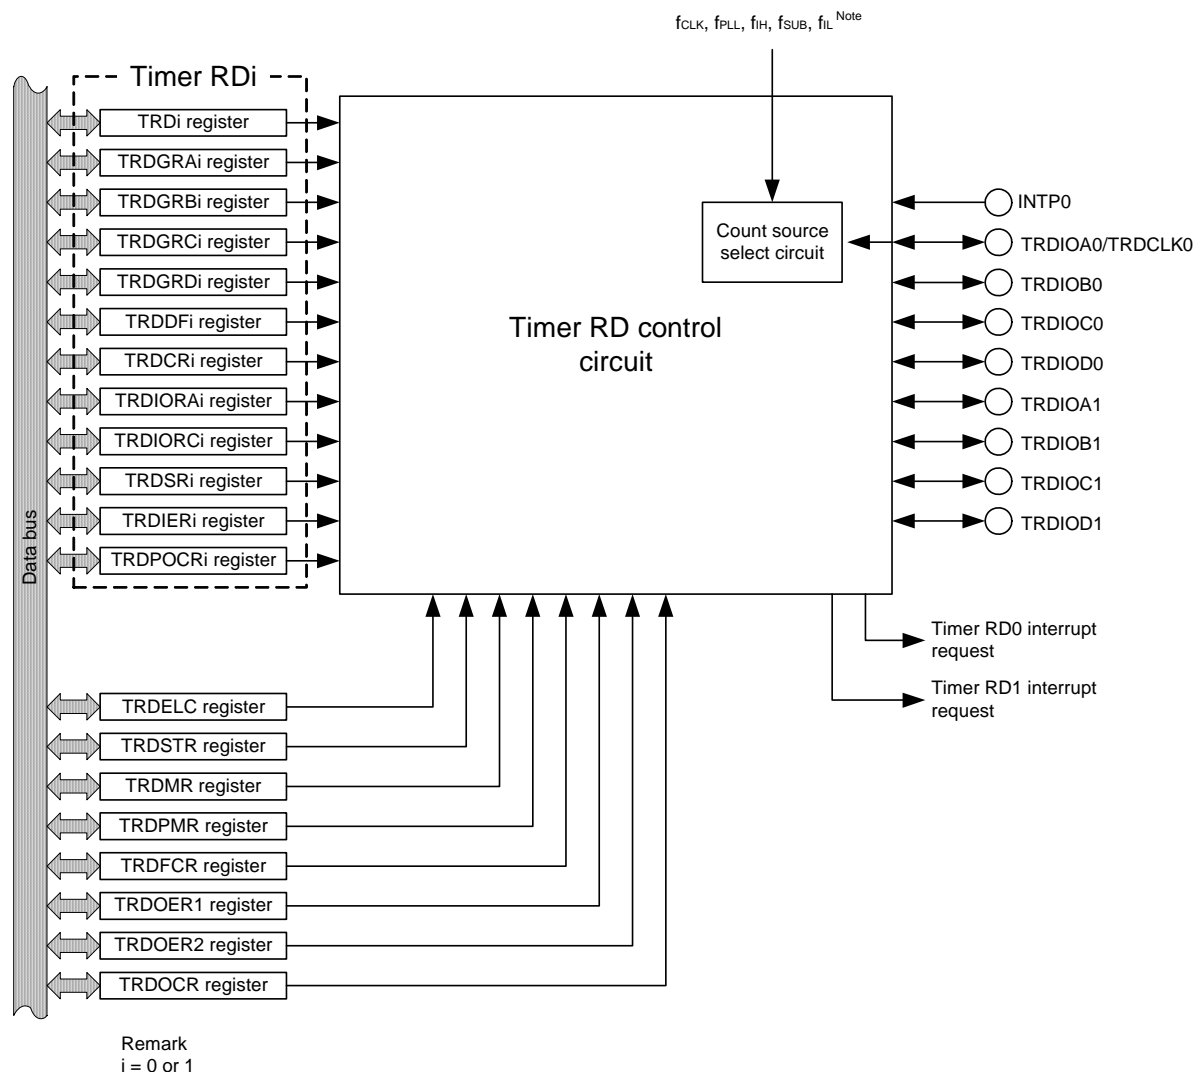 fCLK, fPLL, fIH, fSUB, fIL Note
Timer RDi
TRDi register
TRDGRAi register
TRDGRBi register
TRDGRCi register
TRDGRDi register
TRDDFi register
TRDCRi register
TRDIORAi register
TRDIORCi register
TRDSRi register
TRDIERi register
TRDPOCRi register
Data bus
Count source
select circuit
Timer RD control
circuit
INTP0
TRDIOA0/TRDCLK0
TRDIOB0
TRDIOC0
TRDIOD0
TRDIOA1
TRDIOB1
TRDIOC1
TRDIOD1
Timer RD0 interrupt
request
Timer RD1 interrupt
request
TRDELC register
TRDSTR register
TRDMR register
TRDPMR register
TRDFCR register
TRDOER1 register
TRDOER2 register
TRDOCR register
Remark
i = 0 or 1